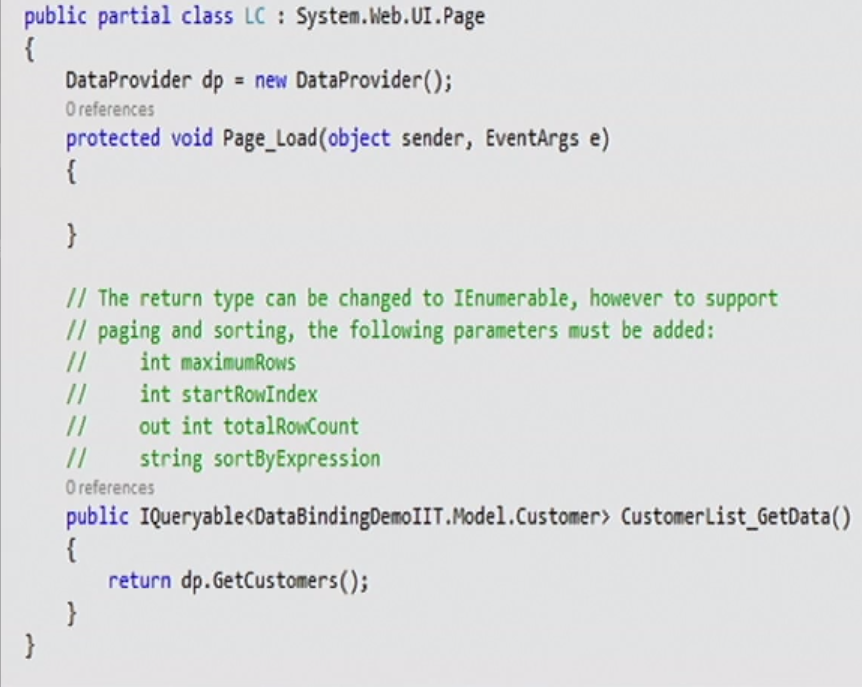 public partial class LC : System.Web.UI.Page
{
    DataProvider dp = new DataProvider();
    0 references
    protected void Page_Load(object sender, EventArgs e)
    {
    }
    // The return type can be changed to IEnumerable, however to support
    // paging and sorting, the following parameters must be added:
    //     int maximumRows
    //     int startRowIndex
    //     out int totalRowCount
    //     string sortByExpression
    0 references
    public IQueryable<DataBindingDemoIIT.Model.Customer> CustomerList_GetData()
    {
        return dp.GetCustomers();
    }
}